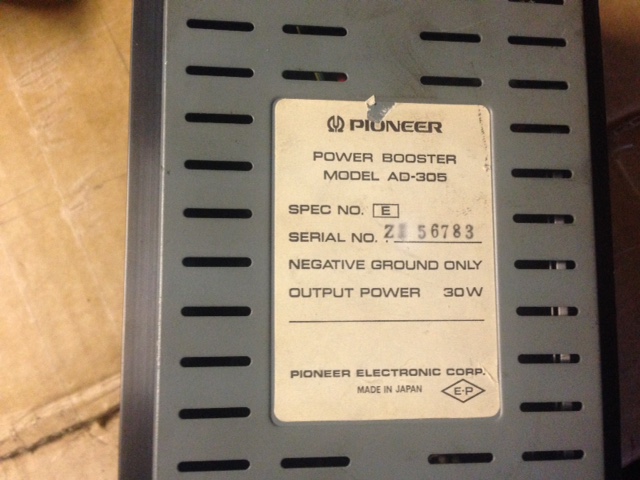 PIONEER
POWER BOOSTER
MODEL AD-305
SPEC NO. E
SERIAL NO. 56783
NEGATIVE GROUND ONLY
OUTPUT POWER 30W
PIONEER ELECTRONIC CORP.
MADE IN JAPAN E-P